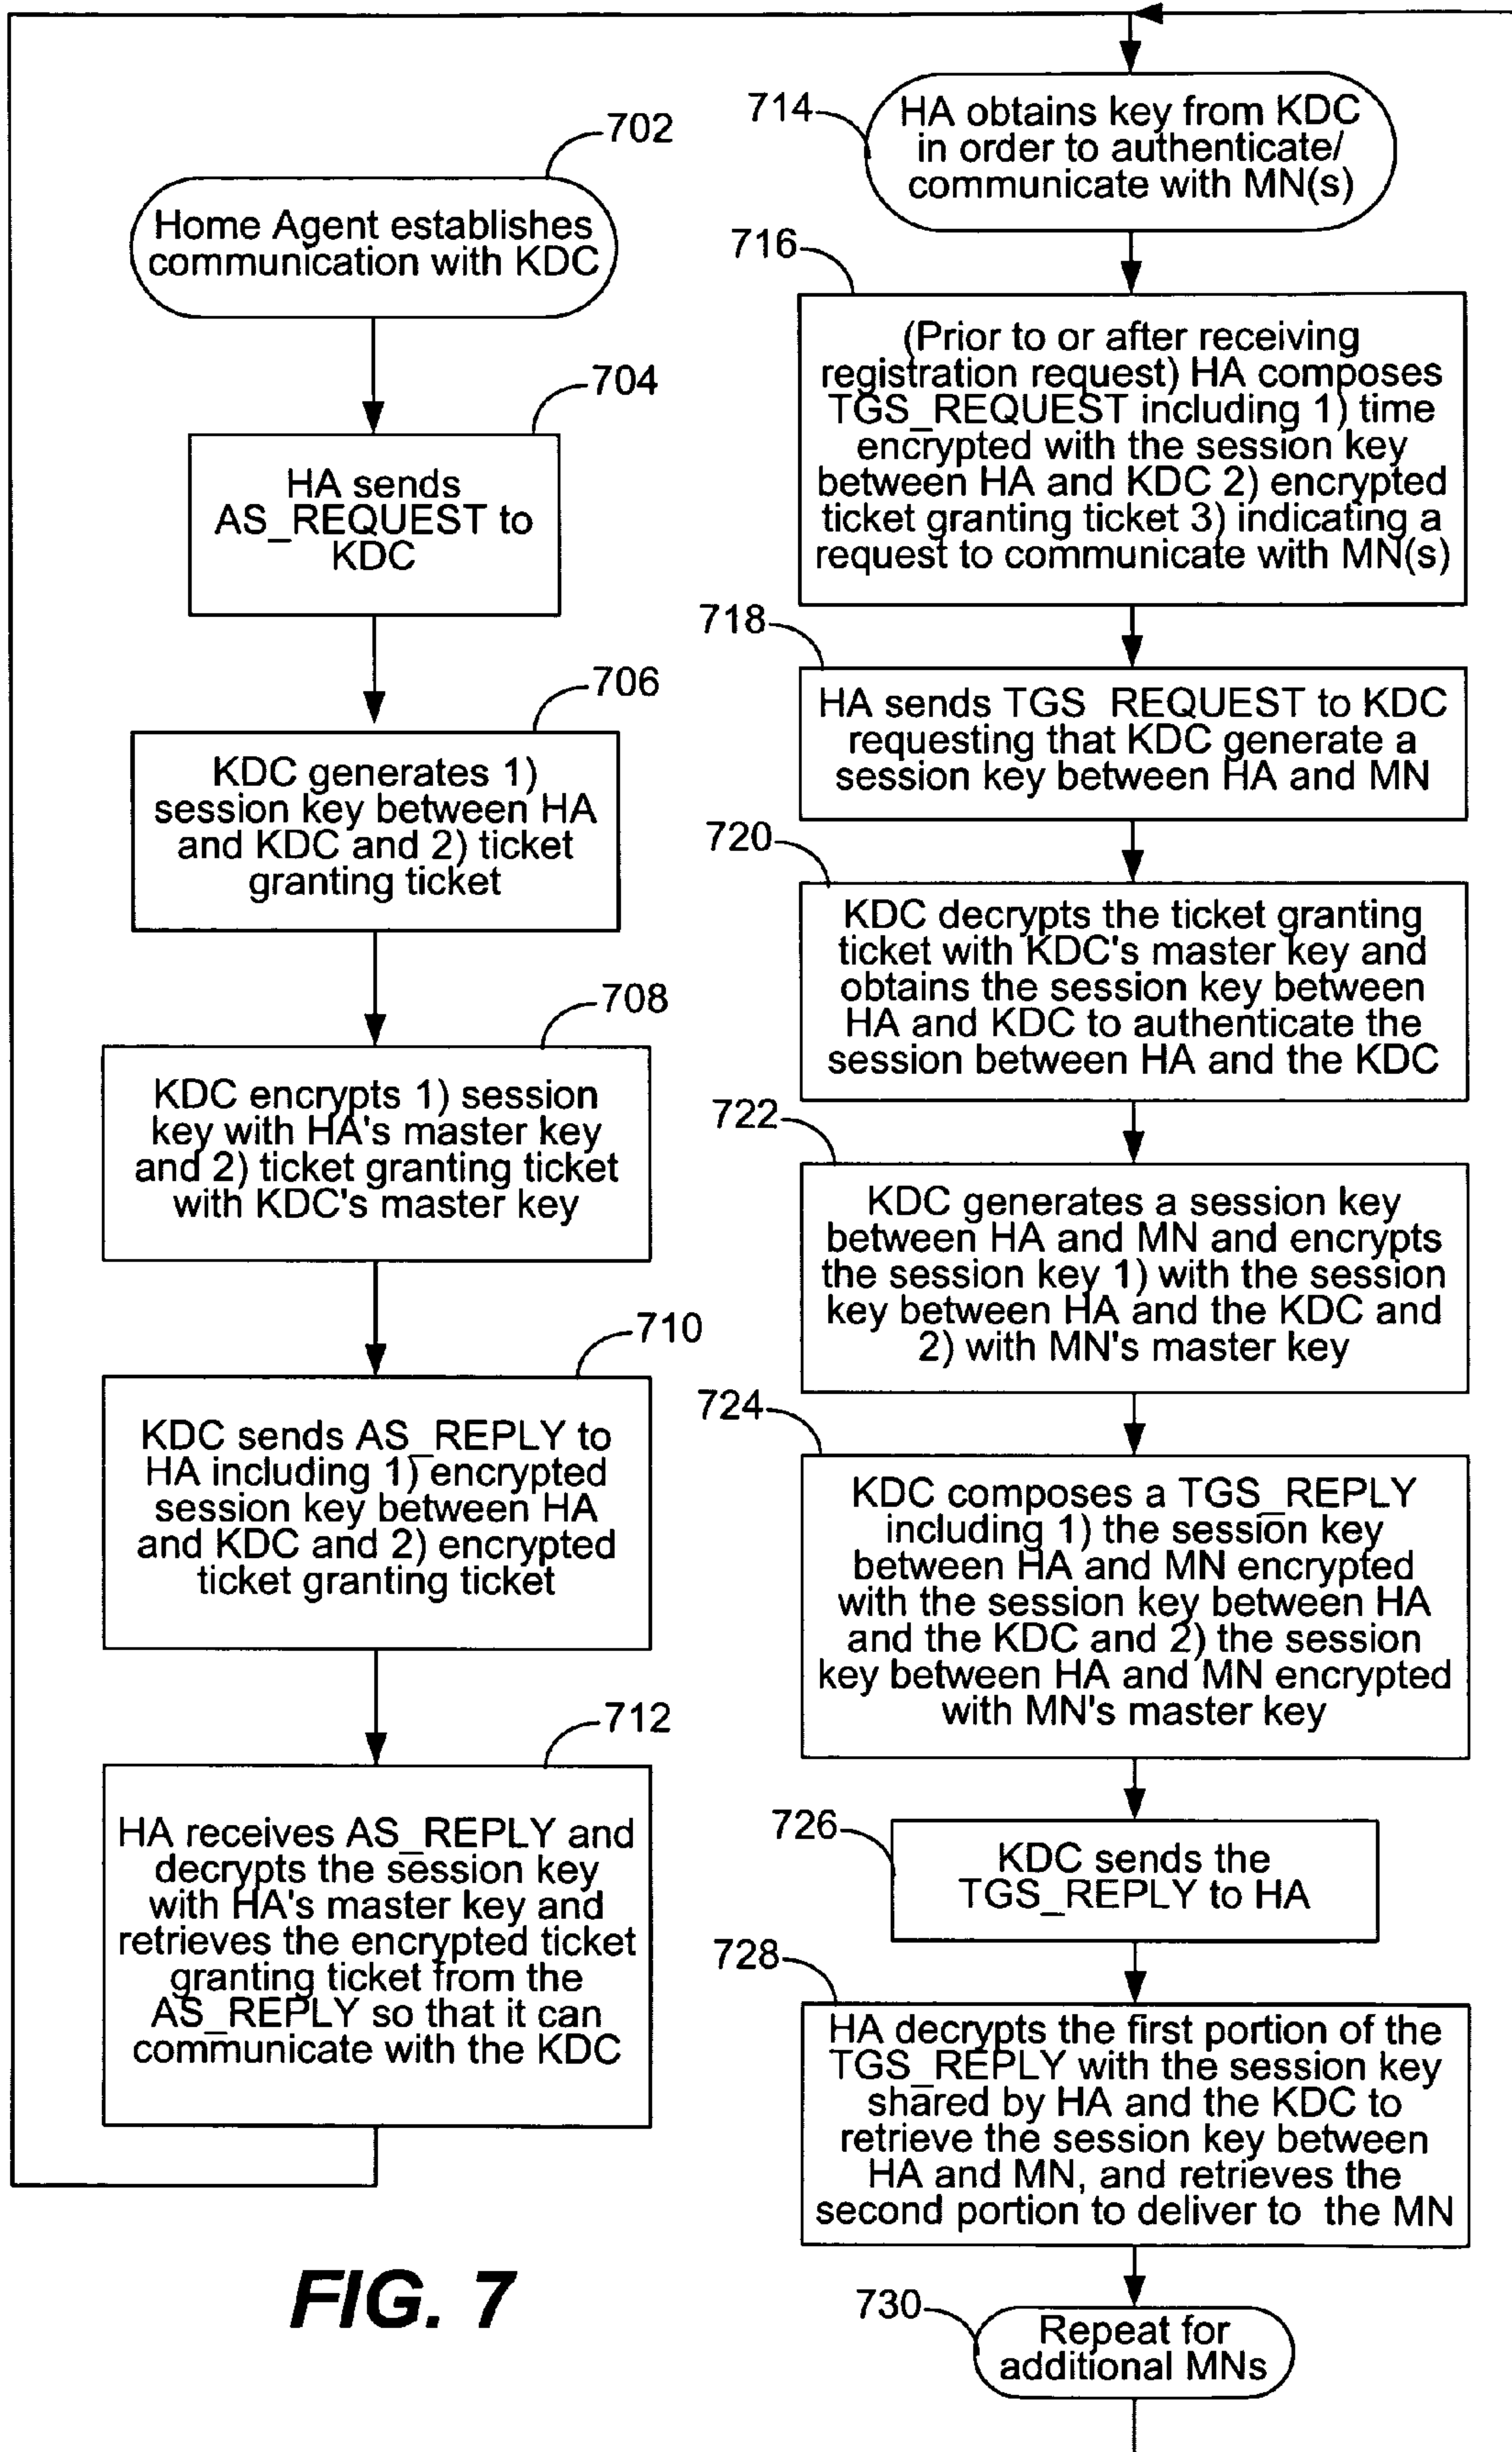 702
Home Agent establishes
communication with KDC
704
HA sends
AS_REQUEST to
KDC
706
KDC generates 1)
session key between HA
and KDC and 2) ticket
granting ticket
708
KDC encrypts 1) session
key with HA's master key
and 2) ticket granting ticket
with KDC's master key
710
KDC sends AS_REPLY to
HA including 1) encrypted
session key between HA
and KDC and 2) encrypted
ticket granting ticket
712
HA receives AS_REPLY and
decrypts the session key
with HA's master key and
retrieves the encrypted ticket
granting ticket from the
AS_REPLY so that it can
communicate with the KDC
714
HA obtains key from KDC
in order to authenticate/
communicate with MN(s)
716
(Prior to or after receiving
registration request) HA composes
TGS_REQUEST including 1) time
encrypted with the session key
between HA and KDC 2) encrypted
ticket granting ticket 3) indicating a
request to communicate with MN(s)
718
HA sends TGS REQUEST to KDC
requesting that KDC generate a
session key between HA and MN
720
KDC decrypts the ticket granting
ticket with KDC's master key and
obtains the session key between
HA and KDC to authenticate the
session between HA and the KDC
722
KDC generates a session key
between HA and MN and encrypts
the session key 1) with the session
key between HA and the KDC and
2) with MN's master key
724
KDC composes a TGS_REPLY
including 1) the session key
between HA and MN encrypted
with the session key between HA
and the KDC and 2) the session
key between HA and MN encrypted
with MN's master key
726
KDC sends the
TGS_REPLY to HA
728
HA decrypts the first portion of the
TGS_REPLY with the session key
shared by HA and the KDC to
retrieve the session key between
HA and MN, and retrieves the
second portion to deliver to the MN
730
Repeat for
additional MNs
FIG. 7